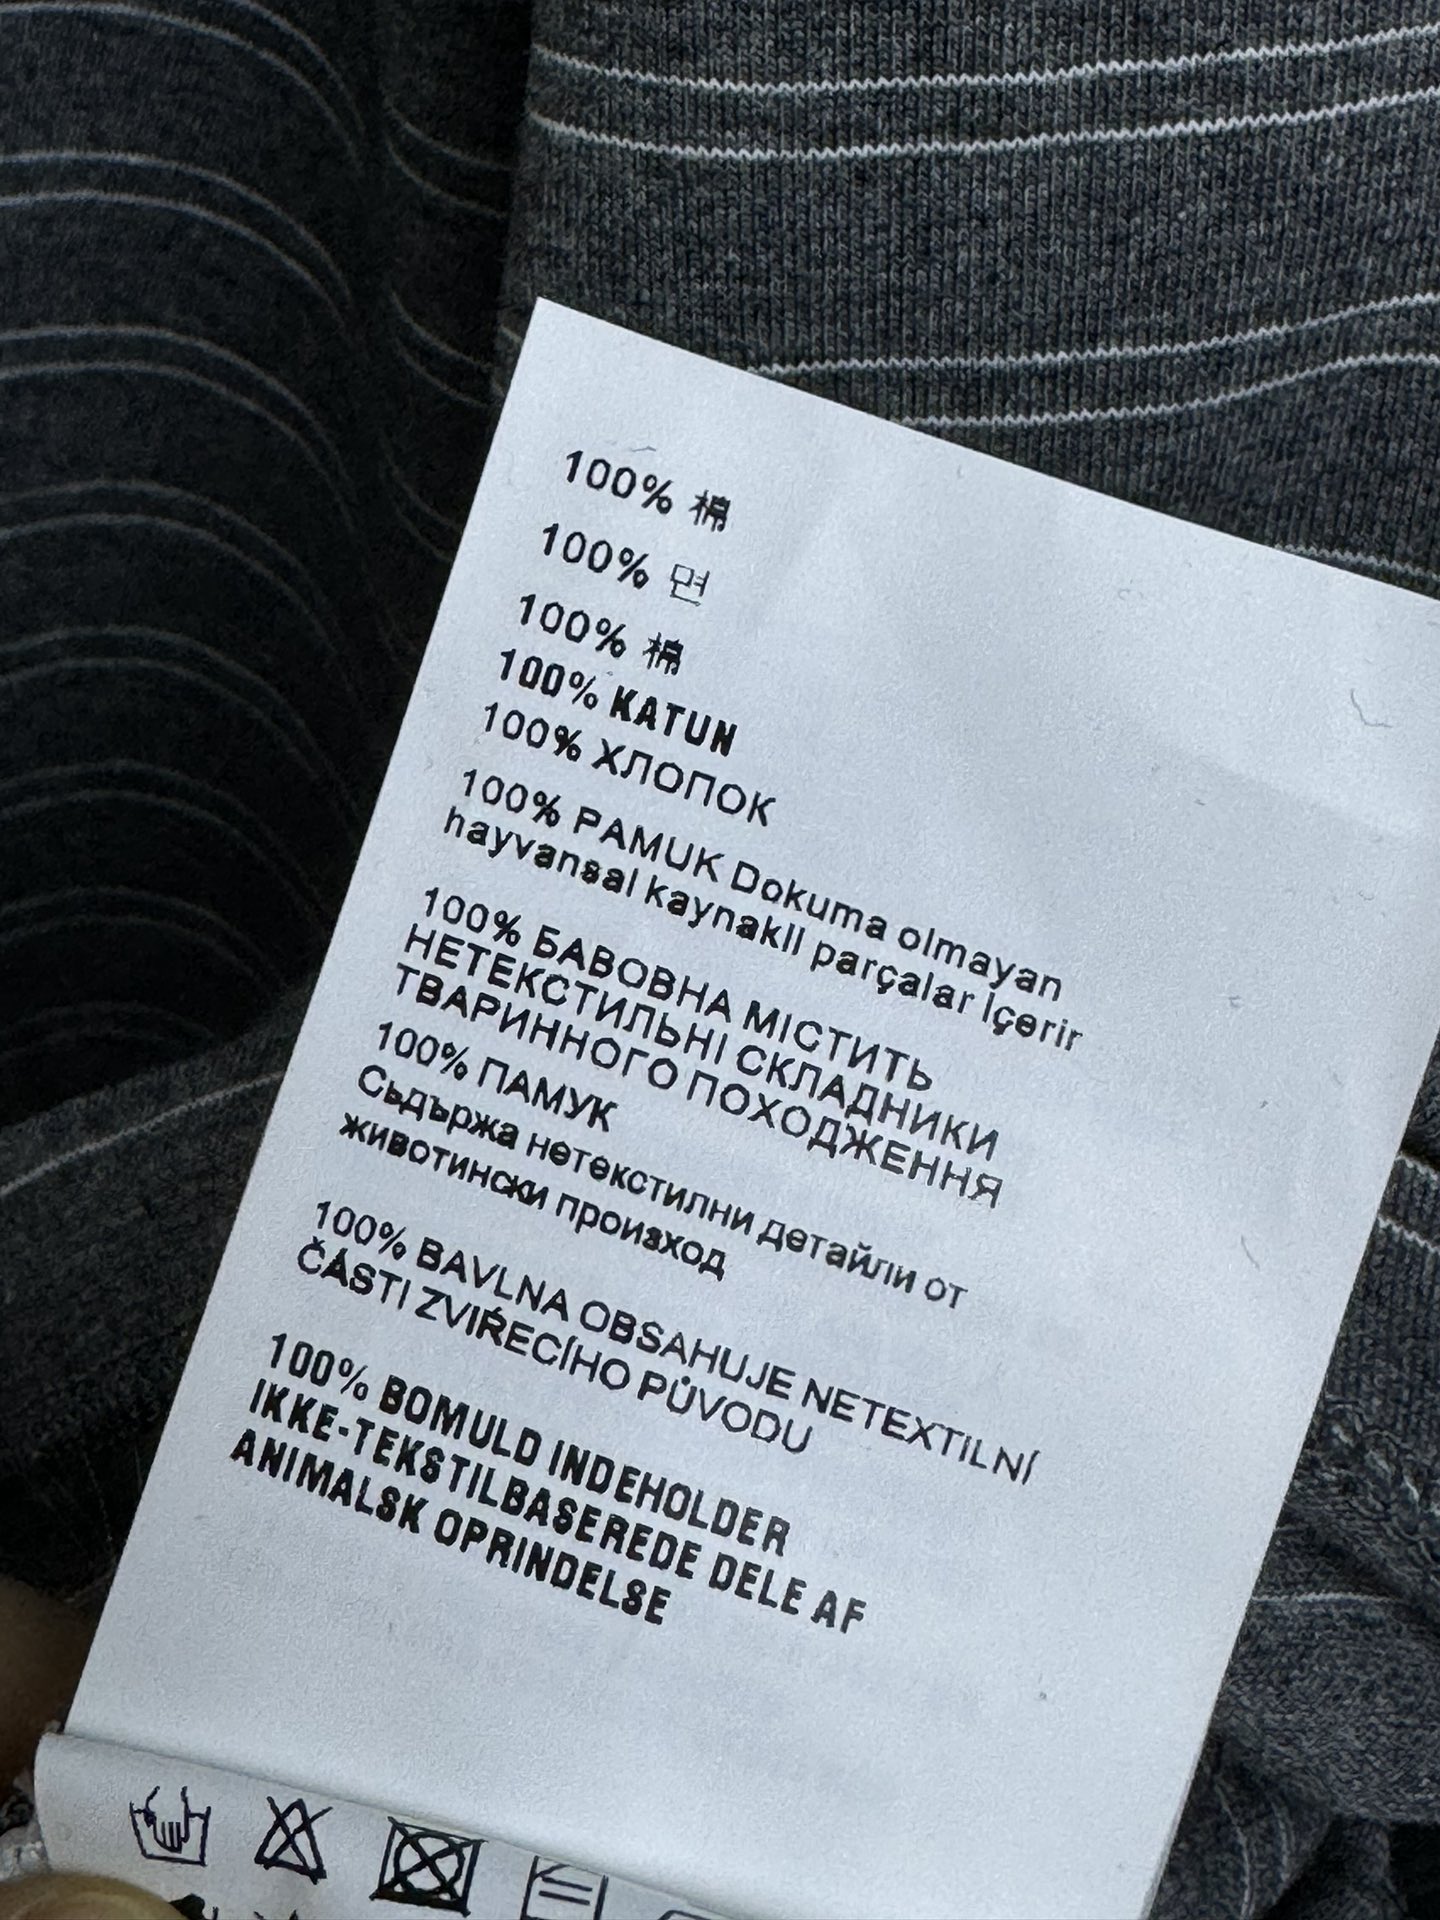 100% 棉
100% 면
100% 棉
100% KATUN
100% ХЛОПОК
100% PAMUK Dokuma olmayan
hayvansal kaynaklı parçalar İçerir
100% БАВОВНА МІСТИТЬ
НЕТЕКСТИЛЬНІ СКЛАДНИКИ
ТВАРИННОГО ПОХОДЖЕННЯ
100% ПАМУК
Съдържа нетекстилни детайли от
животински произход
100% BAVLNA OBSAHUJE NETEXTILNÍ
ČÁSTI ZVÍŘECÍHO PŮVODU
100% BOMULD INDEHOLDER
IKKE-TEKSTILBASEREDE DELE AF
ANIMALSK OPRINDELSE